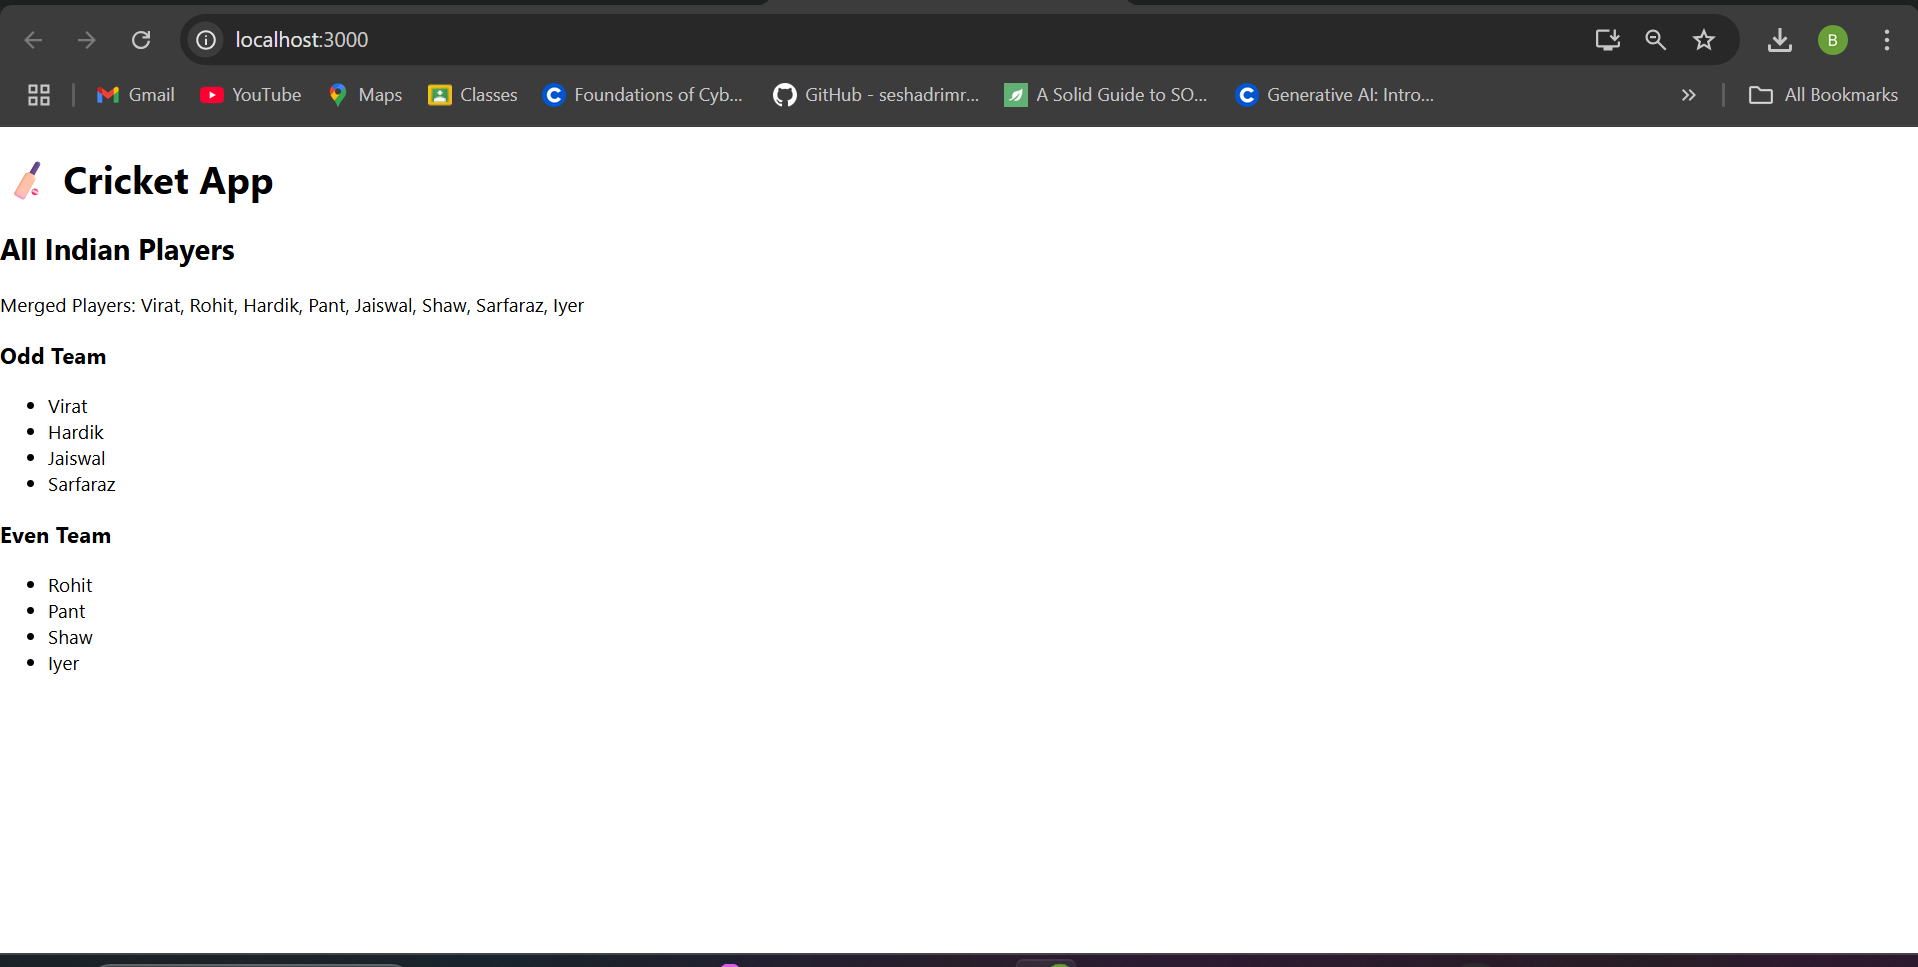 localhost:3000
B
Gmail YouTube Maps Classes Foundations of Cyb... GitHub - seshadrimr... A Solid Guide to SO... Generative AI: Intro... All Bookmarks
Cricket App
All Indian Players
Merged Players: Virat, Rohit, Hardik, Pant, Jaiswal, Shaw, Sarfaraz, Iyer
Odd Team
Virat
Hardik
Jaiswal
Sarfaraz
Even Team
Rohit
Pant
Shaw
Iyer